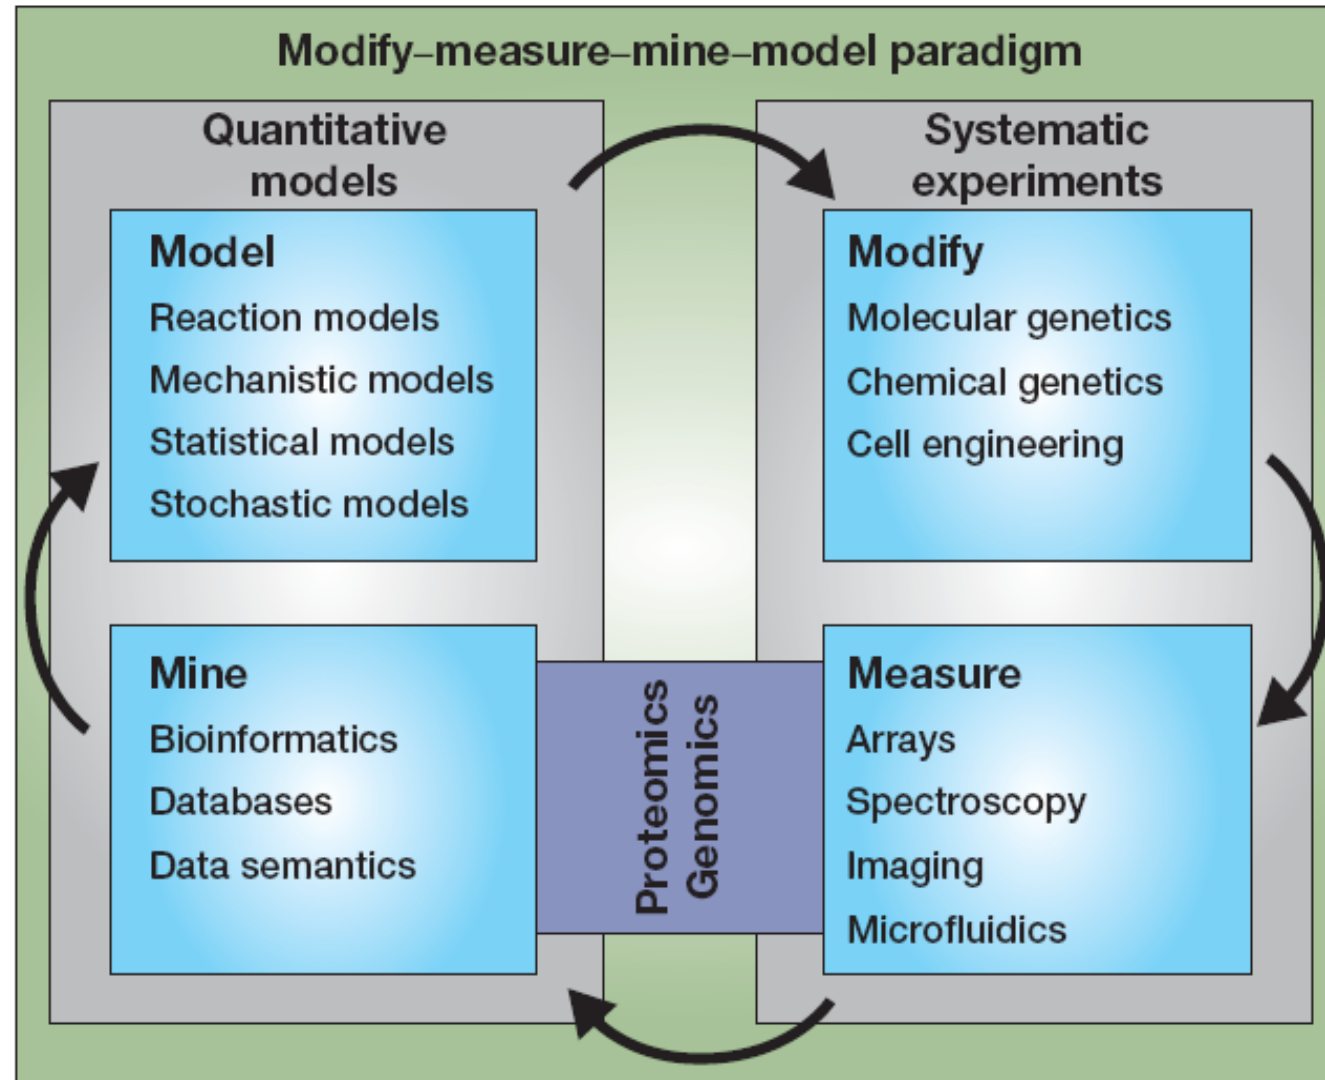 Modify–measure–mine–model paradigm
Quantitative
models
Model
Reaction models
Mechanistic models
Statistical models
Stochastic models
Systematic
experiments
Modify
Molecular genetics
Chemical genetics
Cell engineering
Mine
Bioinformatics
Databases
Data semantics
Proteomics
Genomics
Measure
Arrays
Spectroscopy
Imaging
Microfluidics